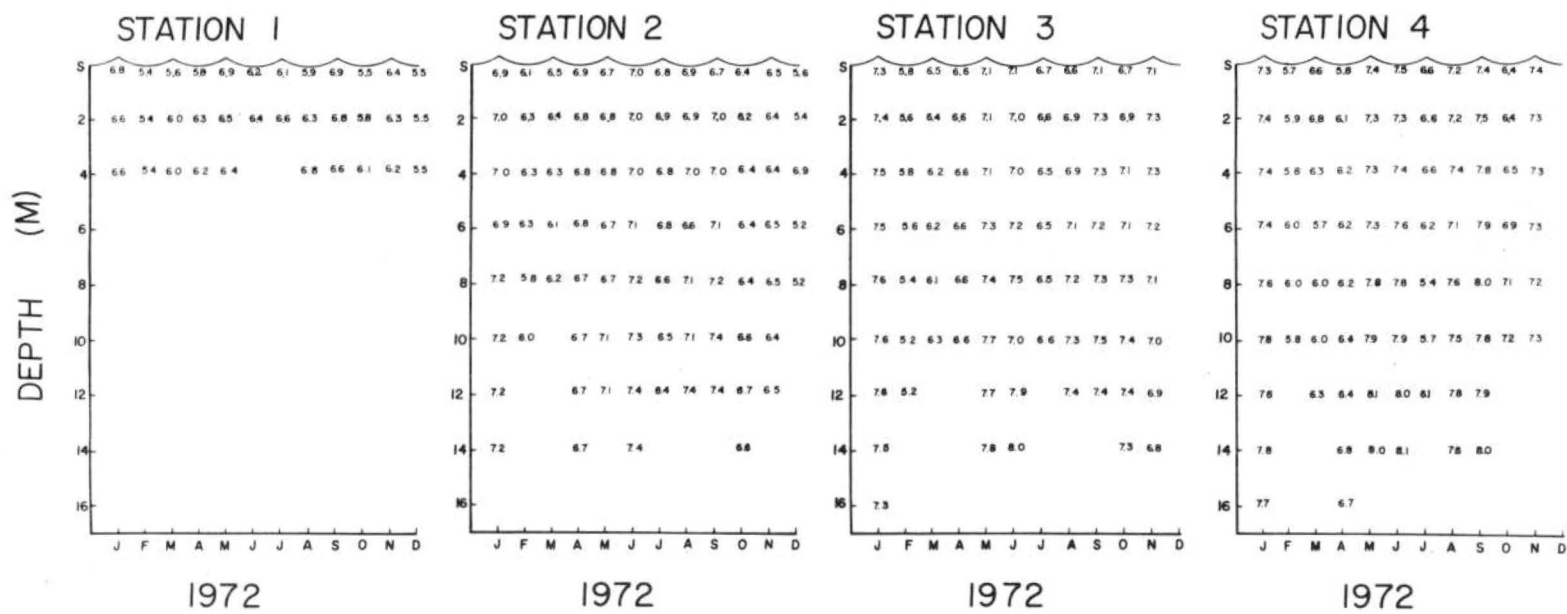 STATION 1
STATION 2
STATION 3
STATION 4
DEPTH (M)
S 6.8 5.4 5.6 5.8 6.9 6.2 6.1 5.9 6.9 5.5 6.4 5.5
2 6.6 5.4 6.0 6.3 6.5 6.4 6.6 6.3 6.8 5.8 6.3 5.5
4 6.6 5.4 6.0 6.2 6.4 6.8 6.6 6.1 6.2 5.5
6
8
10
12
14
16
J F M A M J J A S O N D
1972
S 6.9 6.1 6.5 6.9 6.7 7.0 6.8 6.9 6.7 6.4 6.5 5.6
2 7.0 6.3 6.4 6.8 6.8 7.0 6.9 6.9 7.0 6.2 6.4 5.4
4 7.0 6.3 6.3 6.8 6.8 7.0 6.8 7.0 7.0 6.4 6.4 6.9
6 6.9 6.3 6.1 6.8 6.7 7.1 6.8 6.6 7.1 6.4 6.5 5.2
8 7.2 5.8 6.2 6.7 6.7 7.2 6.6 7.1 7.2 6.4 6.5 5.2
10 7.2 6.0 6.7 7.1 7.3 6.5 7.1 7.4 6.6 6.4
12 7.2 6.7 7.1 7.4 7.4 7.4 6.7 6.5
14 7.2 6.7 7.4 6.6
16
J F M A M J J A S O N D
1972
S 7.3 5.8 6.5 6.6 7.1 7.1 6.7 6.6 7.1 6.7 7.1
2 7.4 5.6 6.4 6.6 7.1 7.0 6.6 6.9 7.3 6.9 7.3
4 7.5 5.8 6.2 6.6 7.1 7.0 6.5 6.9 7.3 7.1 7.3
6 7.5 5.6 6.2 6.6 7.3 7.2 6.5 7.1 7.2 7.1 7.2
8 7.6 5.4 6.1 6.6 7.4 7.5 6.5 7.2 7.3 7.3 7.1
10 7.6 5.2 6.3 6.6 7.7 7.0 6.6 7.3 7.5 7.4 7.0
12 7.6 5.2 7.7 7.9 7.4 7.4 7.4 6.9
14 7.5 7.8 8.0 7.3 6.8
16 7.3
J F M A M J J A S O N D
1972
S 7.3 5.7 6.6 5.8 7.4 7.5 6.6 7.2 7.4 6.4 7.4
2 7.4 5.9 6.8 6.1 7.3 7.3 6.6 7.2 7.5 6.4 7.3
4 7.4 5.8 6.3 6.2 7.3 7.4 6.6 7.4 7.8 6.5 7.3
6 7.4 6.0 5.7 6.2 7.3 7.6 6.2 7.1 7.9 6.9 7.3
8 7.6 6.0 6.0 6.2 7.8 7.8 5.4 7.6 8.0 7.1 7.2
10 7.8 5.8 6.0 6.4 7.9 7.9 5.7 7.5 7.8 7.2 7.3
12 7.6 6.3 6.4 8.1 8.0 7.8 7.9
14 7.8 6.8 8.0 8.1 7.8 8.0
16 7.7 6.7
J F M A M J J A S O N D
1972